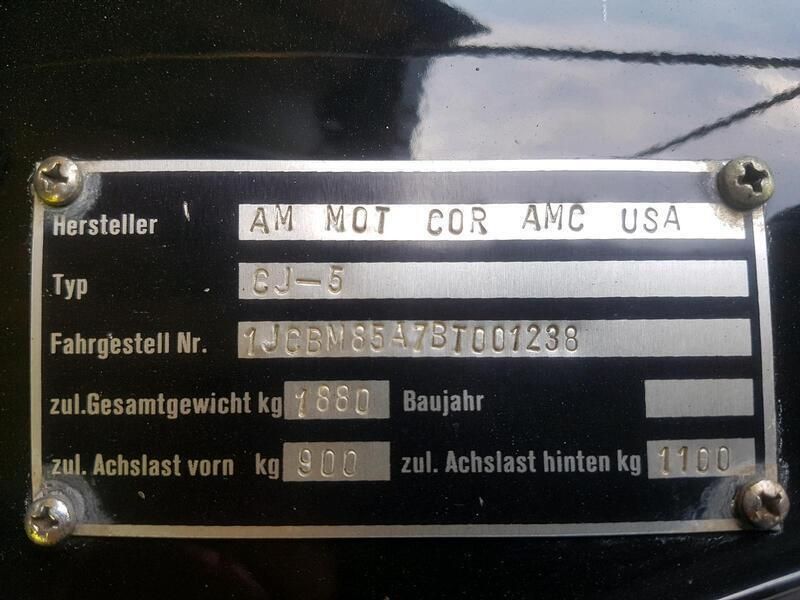 Hersteller AM MOT COR AMC USA
Typ CJ-5
Fahrgestell Nr. 1JCBM85A7BT001238
zul.Gesamtgewicht kg 1880 Baujahr
zul. Achslast vorn kg 900 zul. Achslast hinten kg 1100